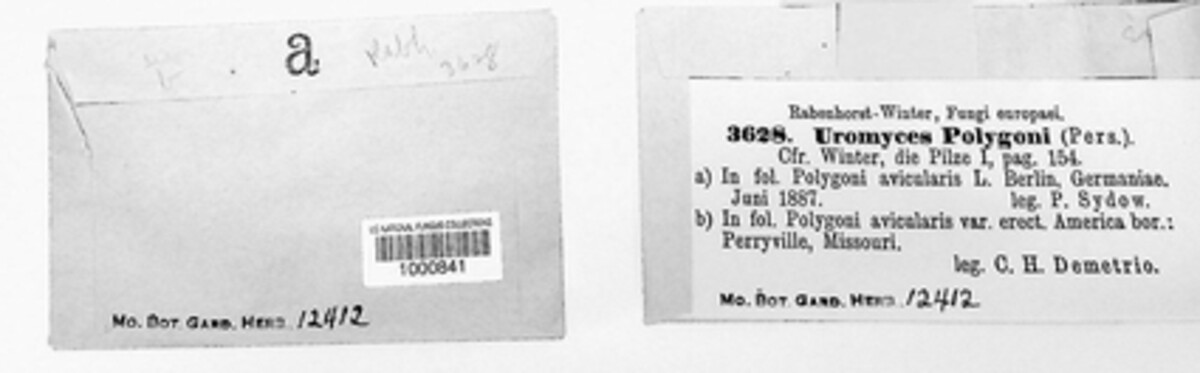 a
Rabh
3628
US NATIONAL FUNGUS COLLECTIONS
1000841
MO. BOT. GARD. HERB. 12412
Rabenhorst-Winter, Fungi europaei.
3628. Uromyces Polygoni (Pers.).
Cfr. Winter, die Pilze I, pag. 154.
a) In fol. Polygoni avicularis L. Berlin, Germaniae.
Juni 1887. leg. P. Sydow.
b) In fol. Polygoni avicularis var. erect. America bor.:
Perryville, Missouri.
leg. C. H. Demetrio.
MO. BOT. GARD. HERB. 12412